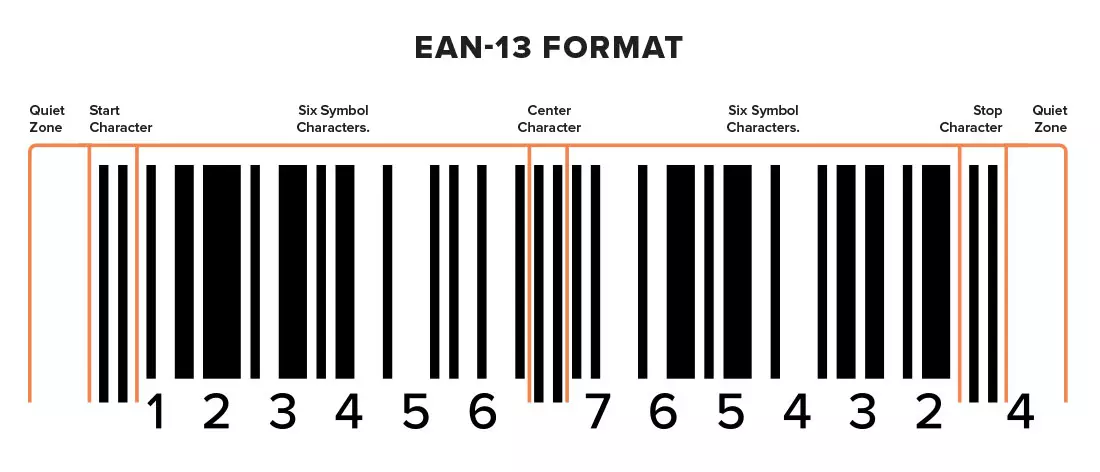 EAN-13 FORMAT
Quiet Zone
Start Character
Six Symbol Characters.
Center Character
Six Symbol Characters.
Stop Character
Quiet Zone
1 2 3 4 5 6 7 6 5 4 3 2 4